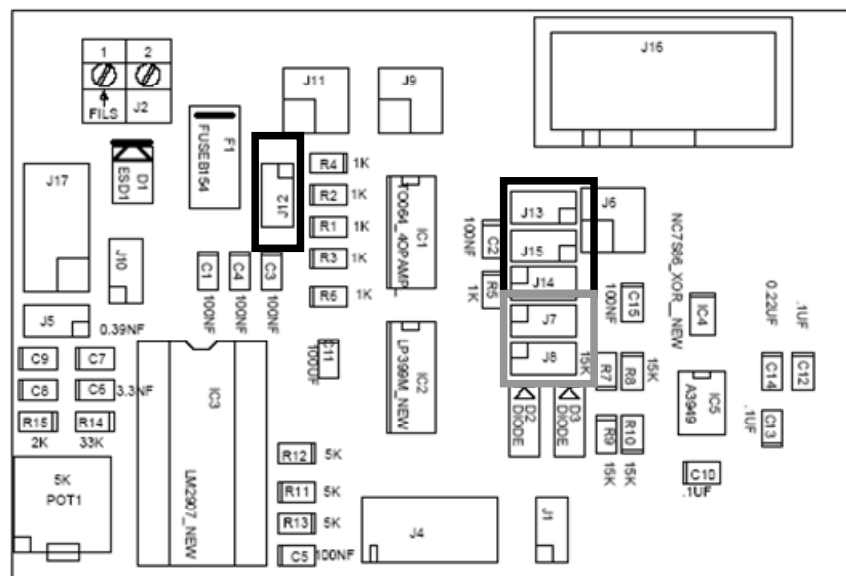 1 2
FILS J2
D1
ESD1
F1
FUSEB154
J17
J10
J5
0.39NF
J11
J9
J16
J12
R4 1K
R2 1K
R1 1K
R3 1K
R6 1K
C1 C4 C3
100NF 100NF 100NF
IC1
TO064_4OPAMP
C2
100NF
R5
1K
J13
J15
J14
J7
J8
J6
C15
100NF
NC7S86_XOR_NEW
IC4
0.22UF
.1UF
C14 C12
.1UF
C13
IC5
A3949
C10
.1UF
15K
R7 R8
15K
R9 R10
15K 15K
D2
DIODE
D3
DIODE
C11
100UF
IC2
LP399M_NEW
C9 C7
C8 C6 3.3NF
R15 R14
2K 33K
5K
POT1
IC3
LM2907_NEW
R12 5K
R11 5K
R13 5K
C5 100NF
J4
J1